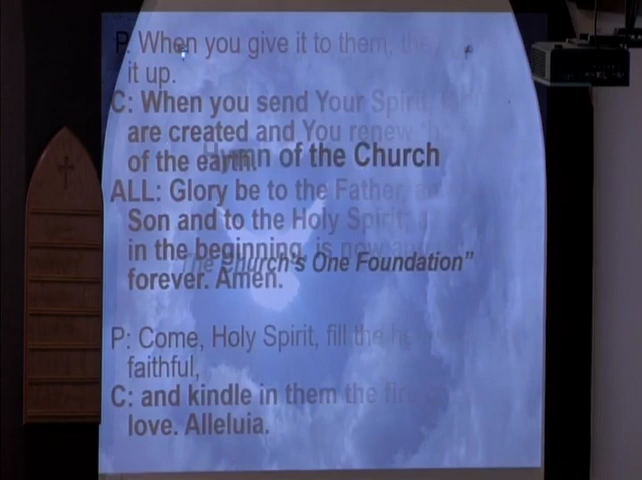 P. When you give it to them, the
it up.
C: When you send Your Spirit,
are created and You renew
of the earth.
Hymn of the Church
ALL: Glory be to the Father,
Son and to the Holy Spirit;
in the beginning, is now
"The Church's One Foundation"
forever. Amen.
P: Come, Holy Spirit, fill the
faithful,
C: and kindle in them the
love. Alleluia.